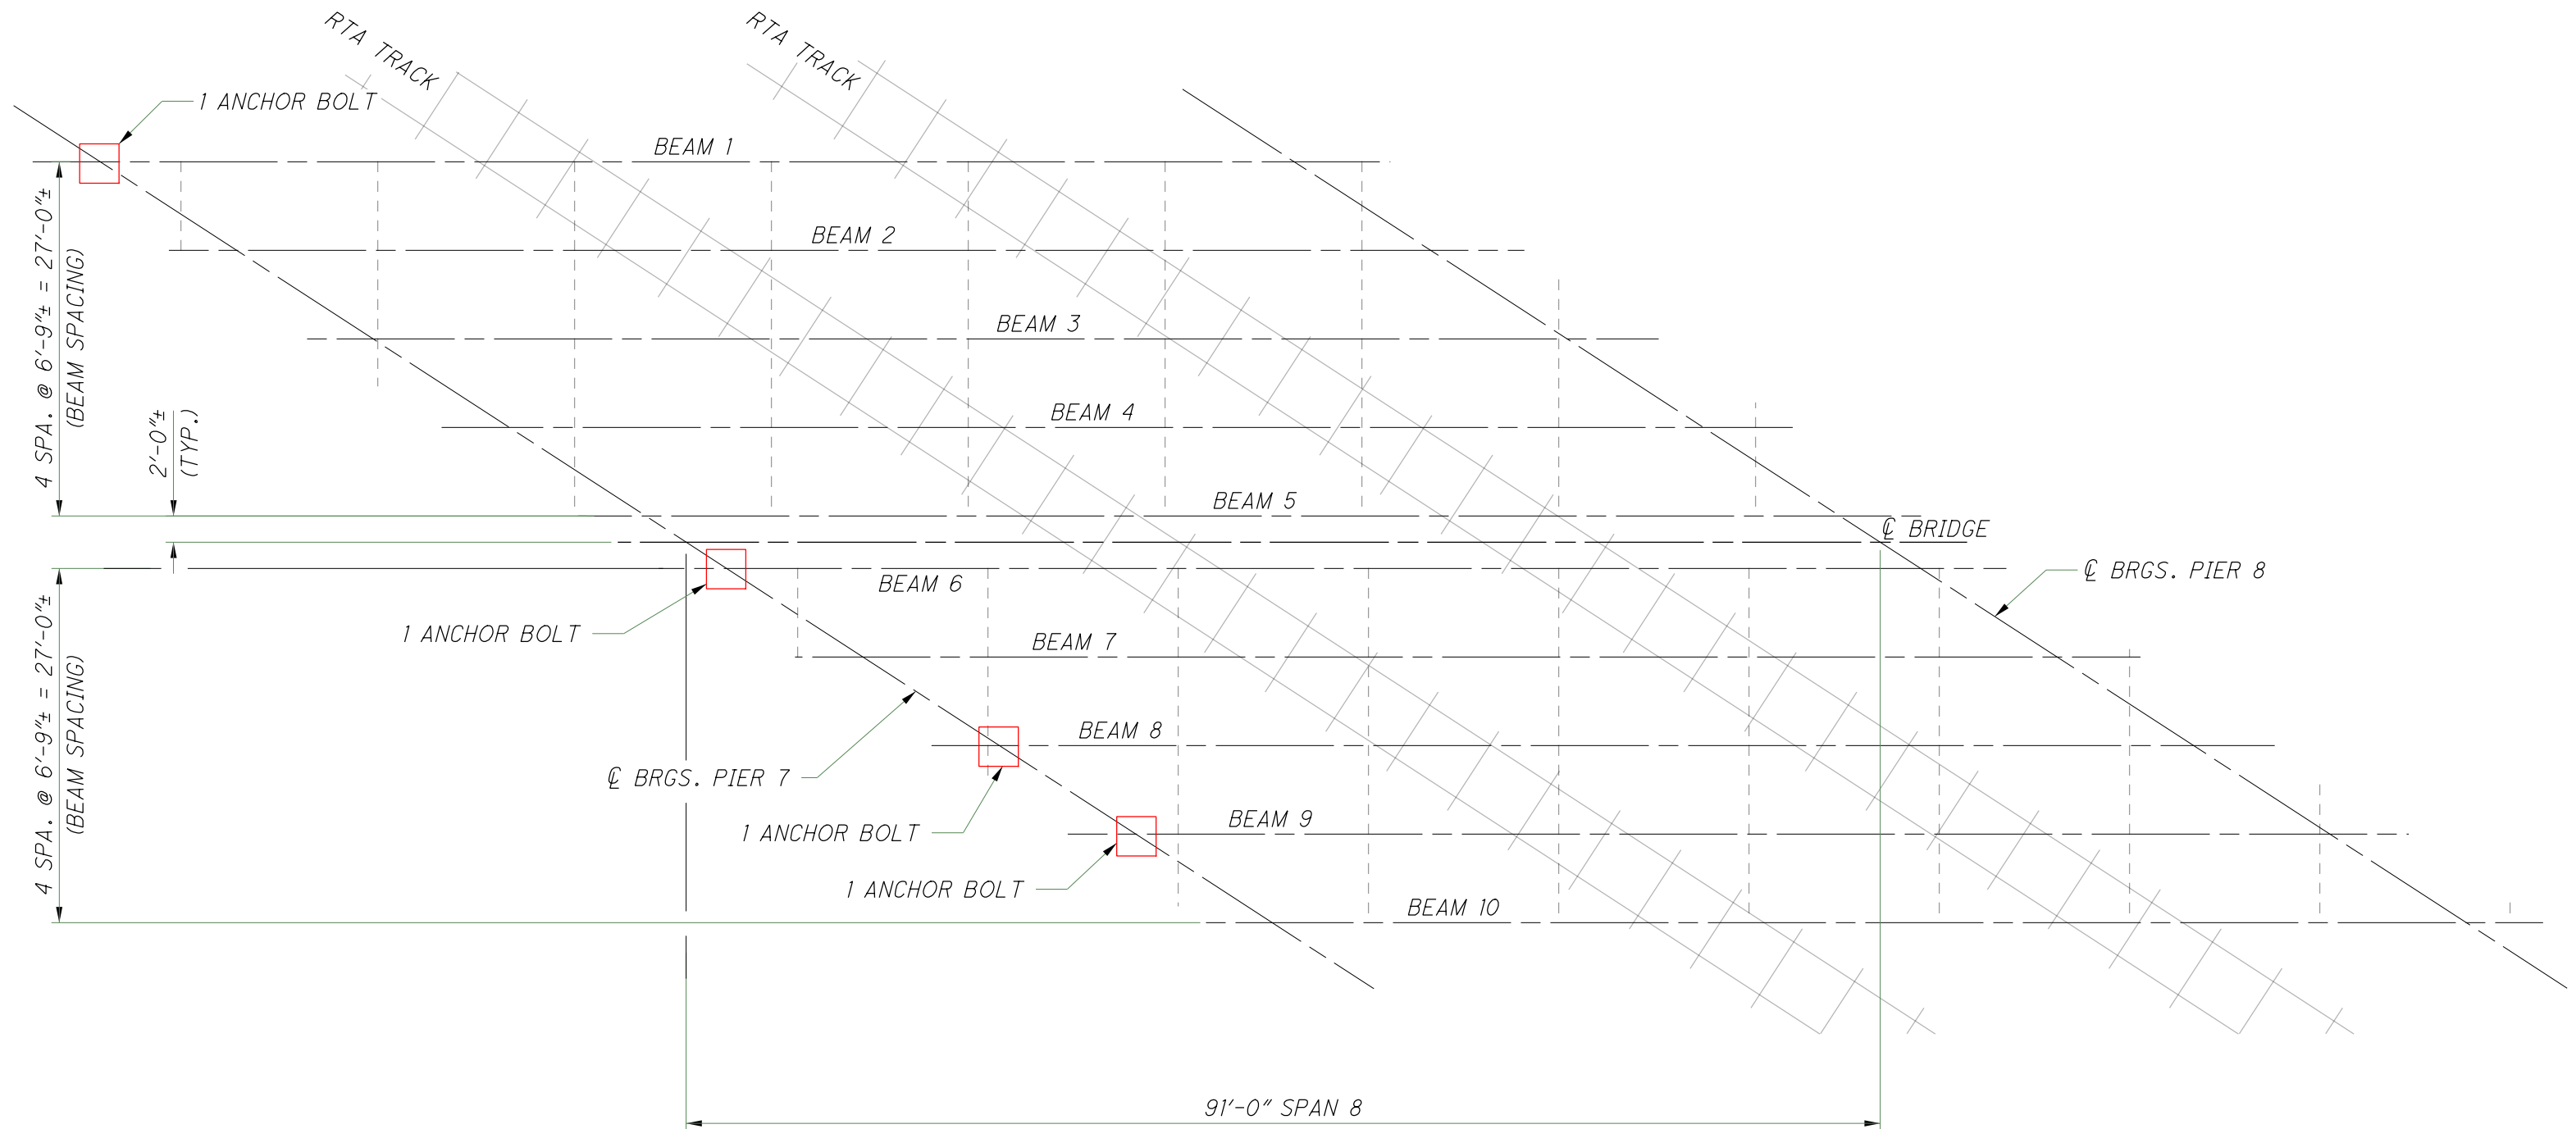 RTA TRACK
RTA TRACK
1 ANCHOR BOLT
BEAM 1
BEAM 2
BEAM 3
BEAM 4
BEAM 5
℄ BRIDGE
4 SPA. @ 6'-9"± = 27'-0"±
(BEAM SPACING)
2'-0"±
(TYP.)
BEAM 6
℄ BRGS. PIER 8
1 ANCHOR BOLT
BEAM 7
4 SPA. @ 6'-9"± = 27'-0"±
(BEAM SPACING)
BEAM 8
℄ BRGS. PIER 7
BEAM 9
1 ANCHOR BOLT
1 ANCHOR BOLT
BEAM 10
91'-0" SPAN 8